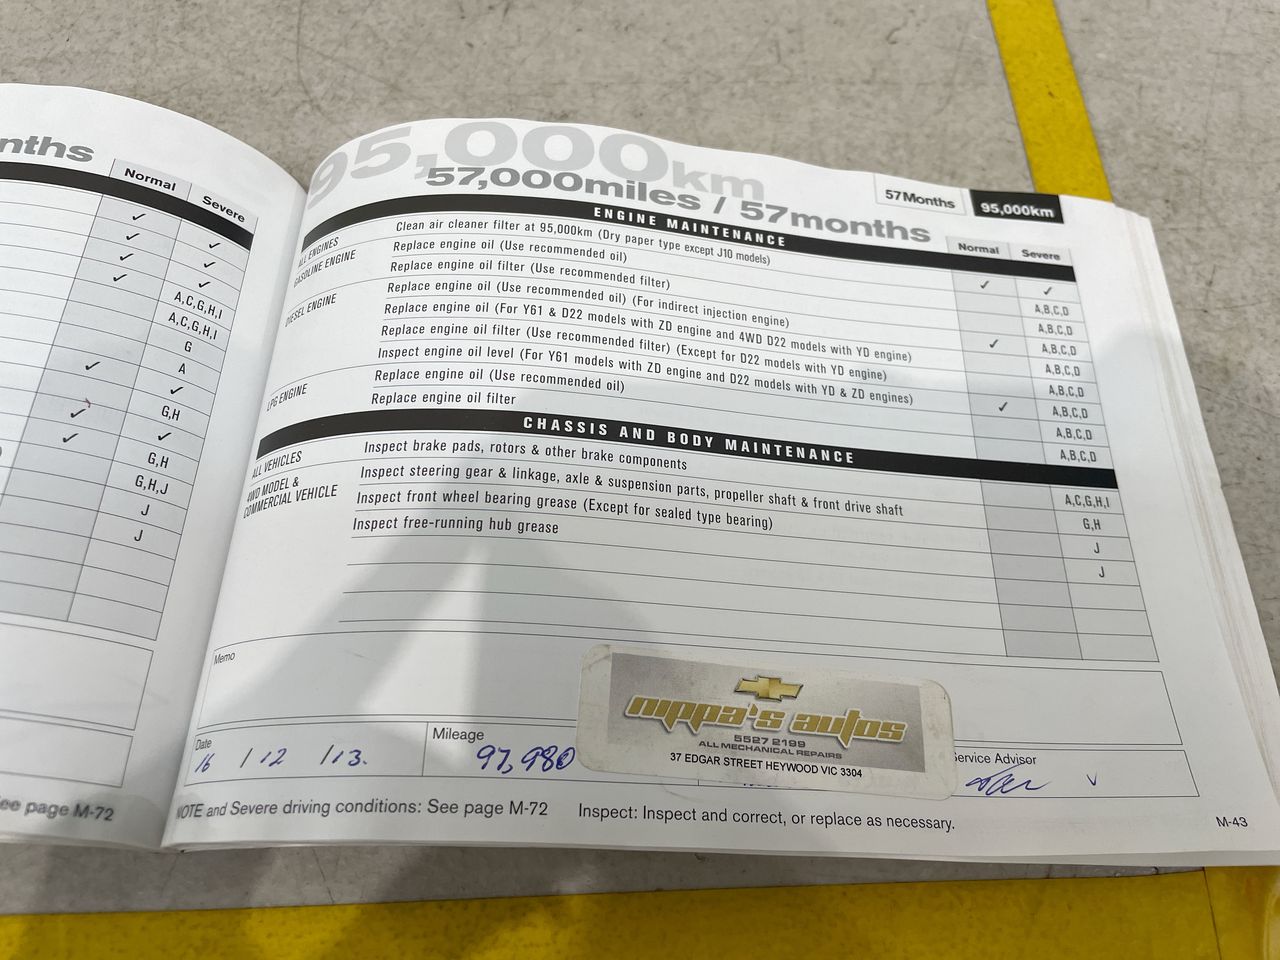 nths
Normal
Severe
A,C,G,H,I
A,C,G,H,I
G
A
G,H
G,H
G,H,J
J
J
ee page M-72
95,000km
57,000miles / 57months
57Months
95,000km
ENGINE MAINTENANCE
Normal
Severe
ALL ENGINES
Clean air cleaner filter at 95,000km (Dry paper type except J10 models)
✓ ✓
GASOLINE ENGINE
Replace engine oil (Use recommended oil)
A,B,C,D
Replace engine oil filter (Use recommended filter)
A,B,C,D
DIESEL ENGINE
Replace engine oil (Use recommended oil) (For indirect injection engine)
✓ A,B,C,D
Replace engine oil (For Y61 & D22 models with ZD engine and 4WD D22 models with YD engine)
A,B,C,D
Replace engine oil filter (Use recommended filter) (Except for D22 models with YD engine)
A,B,C,D
Inspect engine oil level (For Y61 models with ZD engine and D22 models with YD & ZD engines)
✓ A,B,C,D
LPG ENGINE
Replace engine oil (Use recommended oil)
A,B,C,D
Replace engine oil filter
A,B,C,D
CHASSIS AND BODY MAINTENANCE
ALL VEHICLES
Inspect brake pads, rotors & other brake components
A,C,G,H,I
Inspect steering gear & linkage, axle & suspension parts, propeller shaft & front drive shaft
G,H
4WD MODEL &
COMMERCIAL VEHICLE
Inspect front wheel bearing grease (Except for sealed type bearing)
J
Inspect free-running hub grease
J
Memo
nippa's autos
5527 2199
ALL MECHANICAL REPAIRS
37 EDGAR STREET HEYWOOD VIC 3304
Date
16 / 12 / 13.
Mileage
97,980
Service Advisor
NOTE and Severe driving conditions: See page M-72
Inspect: Inspect and correct, or replace as necessary.
M-43